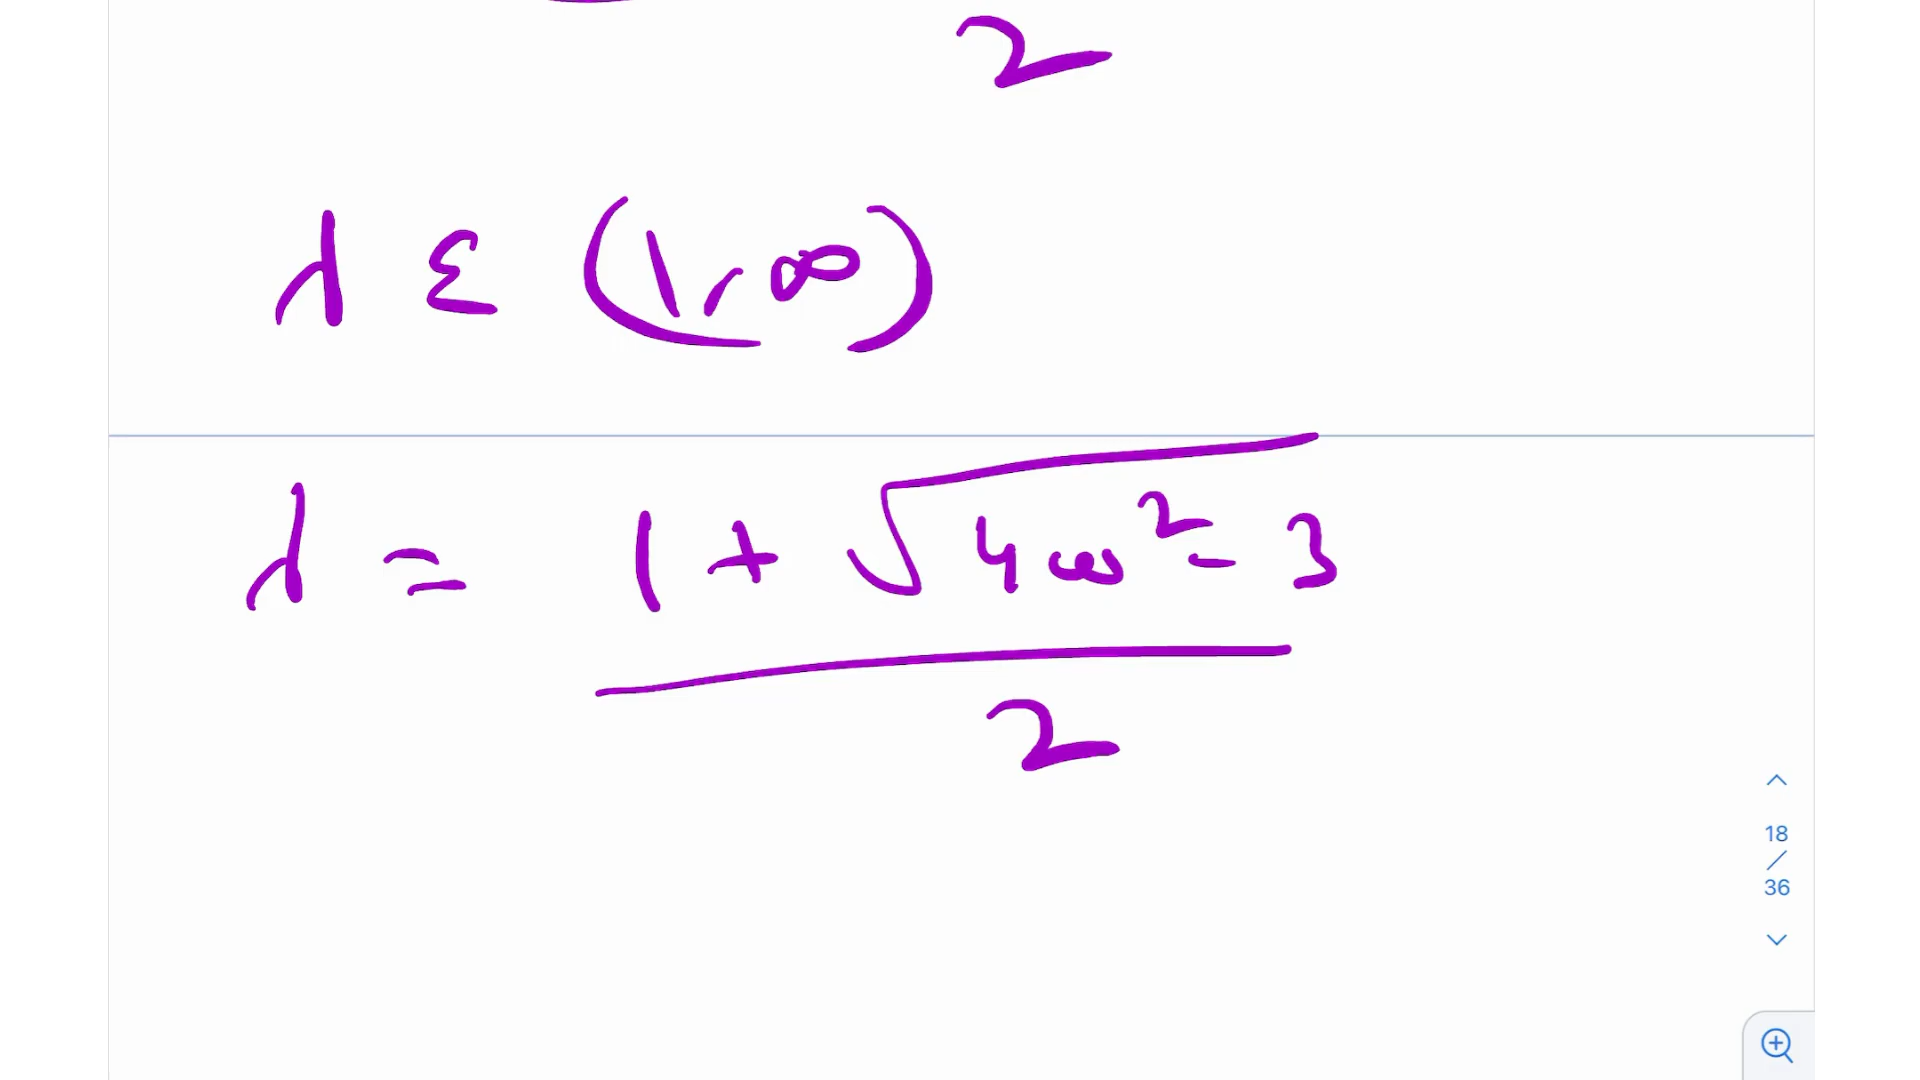 2
λ ε (1, ∞)
λ = 1 + √4ω² - 3
2
18
/
36